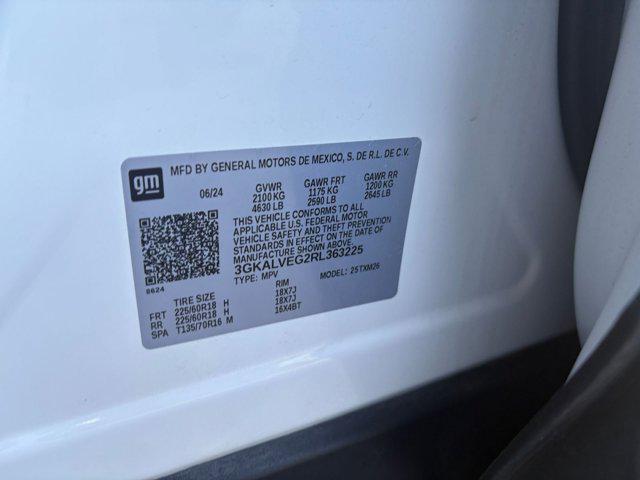 gm
MFD BY GENERAL MOTORS DE MEXICO, S. DE R.L. DE C.V.
06/24 GVWR GAWR FRT GAWR RR
2100 KG 1175 KG 1200 KG
4630 LB 2590 LB 2645 LB
THIS VEHICLE CONFORMS TO ALL
APPLICABLE U.S. FEDERAL MOTOR
VEHICLE SAFETY STANDARDS
IN EFFECT ON THE DATE OF
MANUFACTURE SHOWN ABOVE.
3GKALVEG2RL363225
TYPE: MPV MODEL: 25TXM26
8624
TIRE SIZE RIM
FRT 225/60R18 H 18X7J
RR 225/60R18 H 18X7J
SPA T135/70R16 M 16X4BT